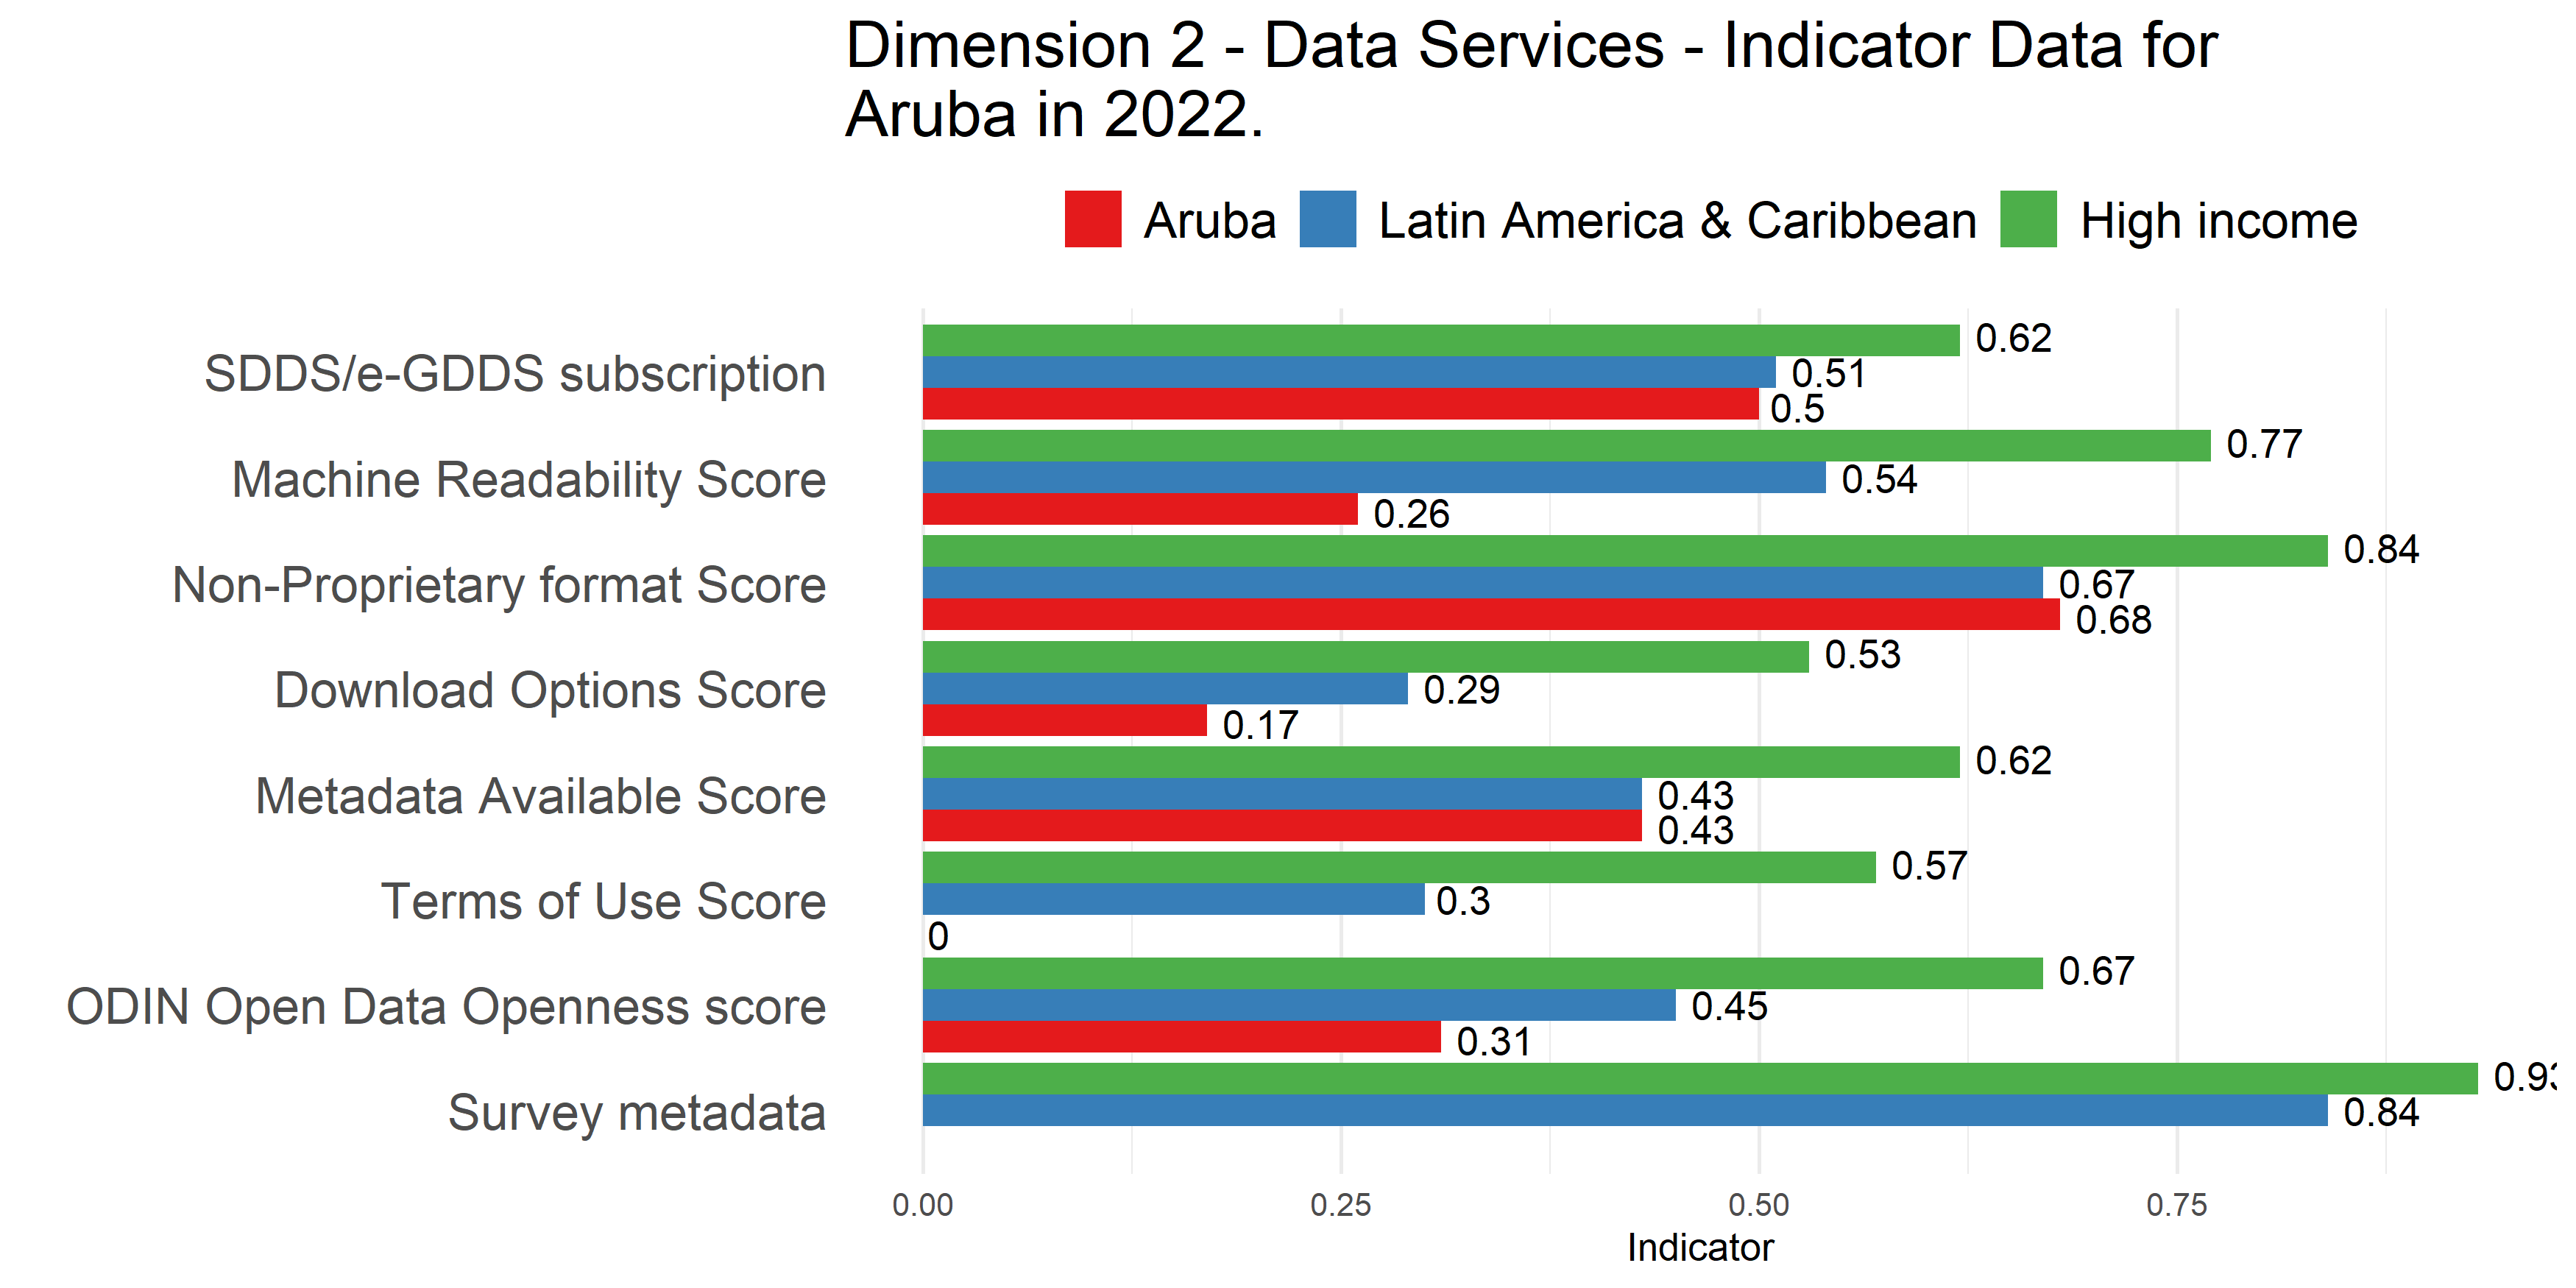 Dimension 2 - Data Services - Indicator Data for
Aruba in 2022.
Aruba Latin America & Caribbean High income
SDDS/e-GDDS subscription
0.62
0.51
0.5
Machine Readability Score
0.77
0.54
0.26
Non-Proprietary format Score
0.84
0.67
0.68
Download Options Score
0.53
0.29
0.17
Metadata Available Score
0.62
0.43
0.43
Terms of Use Score
0.57
0.3
0
ODIN Open Data Openness score
0.67
0.45
0.31
Survey metadata
0.93
0.84
0.00 0.25 0.50 0.75
Indicator